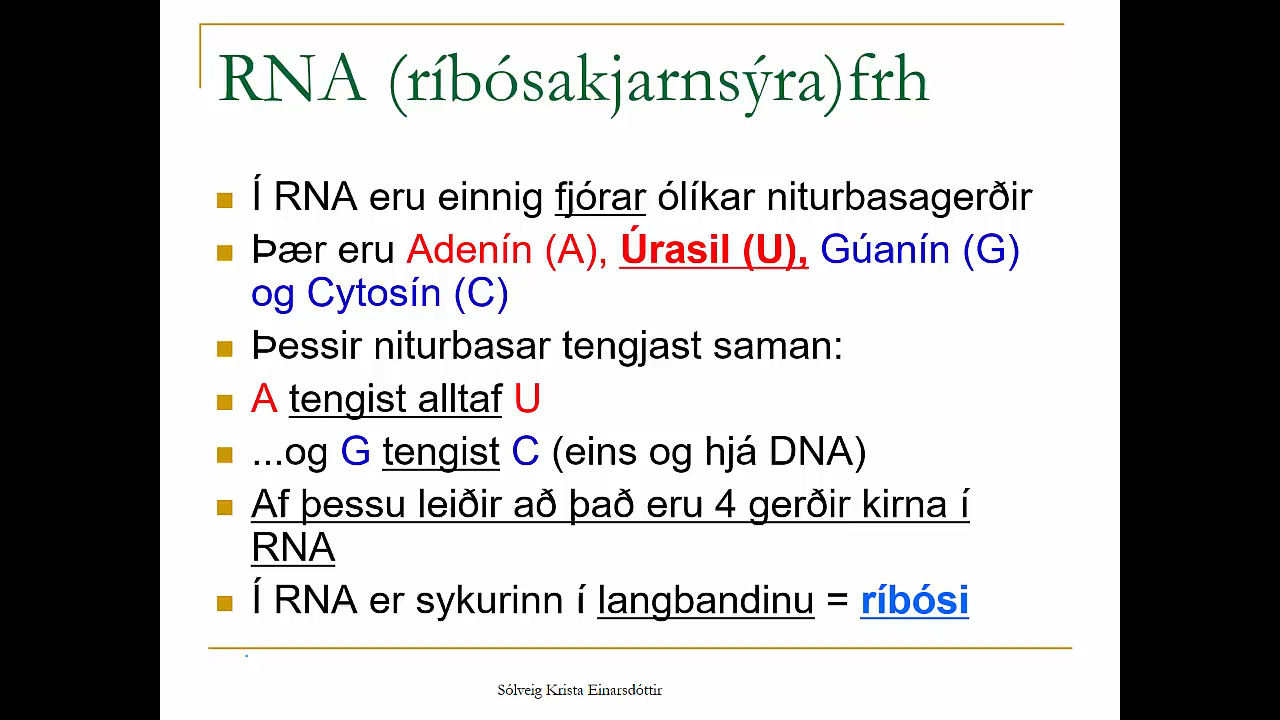 RNA (ríbósakjarnsýra)frh
Í RNA eru einnig fjórar ólíkar niturbasagerðir
Þær eru Adenín (A), Úrasil (U), Gúanín (G)
og Cytosín (C)
Þessir niturbasar tengjast saman:
A tengist alltaf U
...og G tengist C (eins og hjá DNA)
Af þessu leiðir að það eru 4 gerðir kirna í
RNA
Í RNA er sykurinn í langbandinu = ríbósi
Sólveig Krista Einarsdóttir